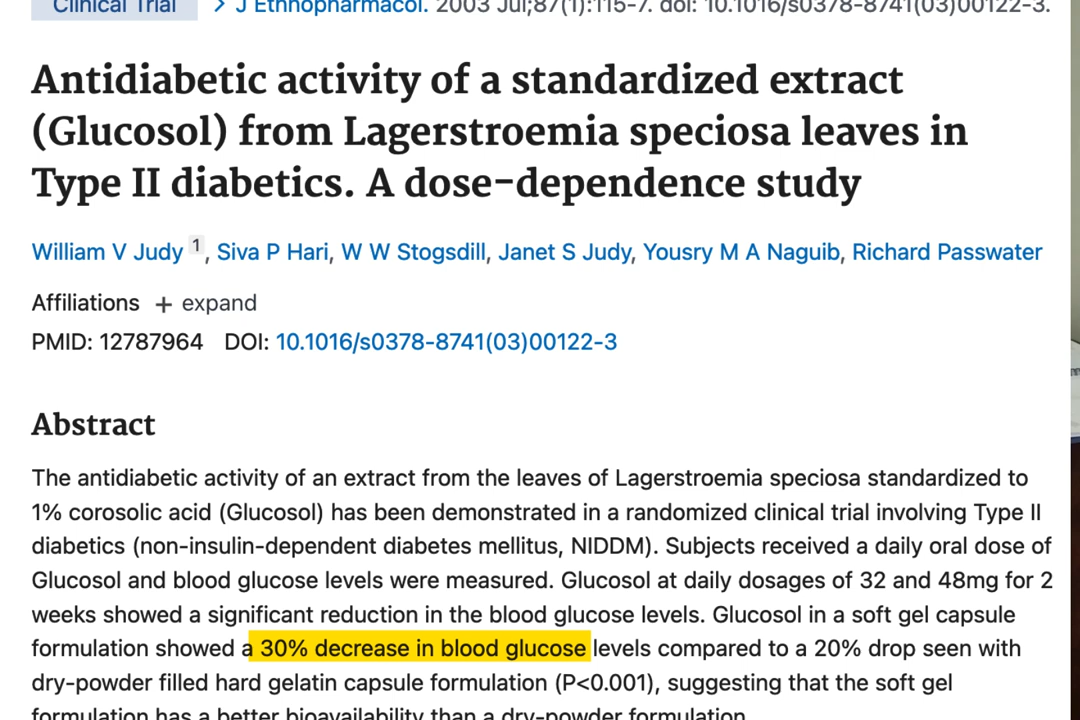 Clinical Trial > J Ethnopharmacol. 2003 Jul;87(1):115-7. doi: 10.1016/s0378-8741(03)00122-3.
Antidiabetic activity of a standardized extract
(Glucosol) from Lagerstroemia speciosa leaves in
Type II diabetics. A dose-dependence study
William V Judy 1, Siva P Hari, W W Stogsdill, Janet S Judy, Yousry M A Naguib, Richard Passwater
Affiliations + expand
PMID: 12787964 DOI: 10.1016/s0378-8741(03)00122-3
Abstract
The antidiabetic activity of an extract from the leaves of Lagerstroemia speciosa standardized to
1% corosolic acid (Glucosol) has been demonstrated in a randomized clinical trial involving Type II
diabetics (non-insulin-dependent diabetes mellitus, NIDDM). Subjects received a daily oral dose of
Glucosol and blood glucose levels were measured. Glucosol at daily dosages of 32 and 48mg for 2
weeks showed a significant reduction in the blood glucose levels. Glucosol in a soft gel capsule
formulation showed a 30% decrease in blood glucose levels compared to a 20% drop seen with
dry-powder filled hard gelatin capsule formulation (P<0.001), suggesting that the soft gel
formulation has a better bioavailability than a dry-powder formulation.